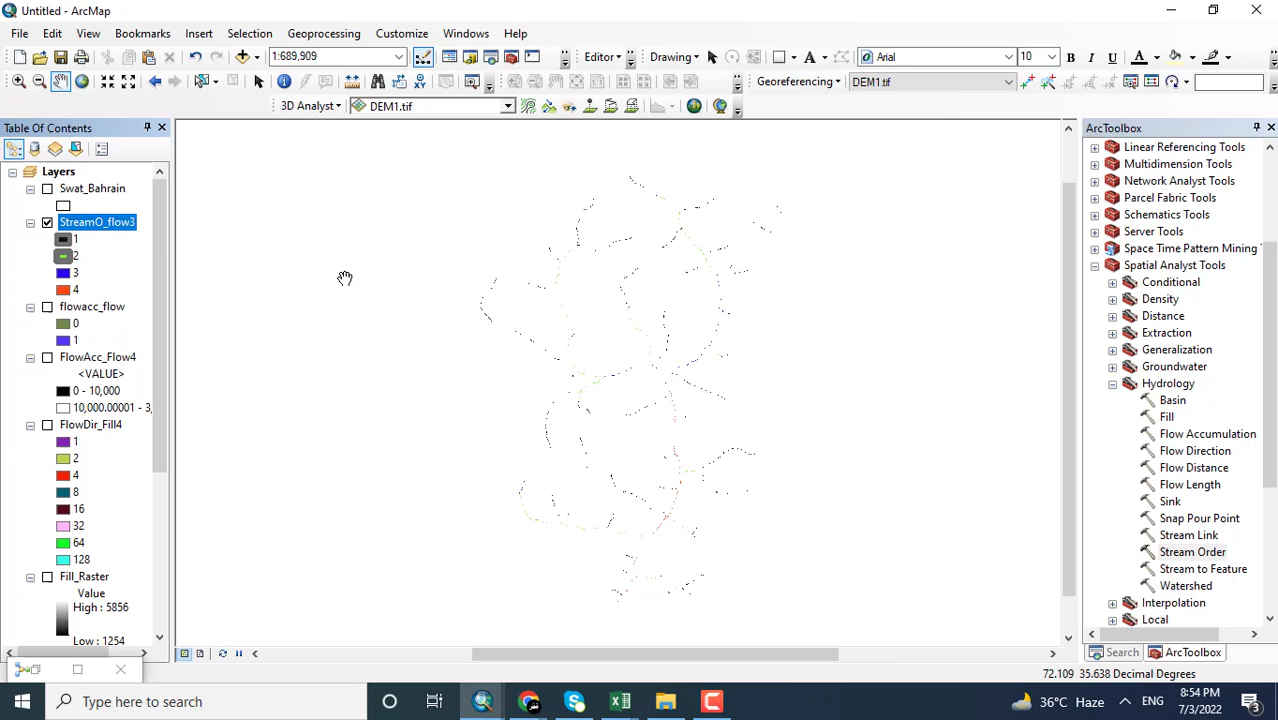 Untitled - ArcMap
File Edit View Bookmarks Insert Selection Geoprocessing Customize Windows Help
1:689,909 Editor Drawing Arial 10 B I U A
Georeferencing DEM1.tif
3D Analyst DEM1.tif
Table Of Contents
Layers
Swat_Bahrain
StreamO_flow3
1
2
3
4
flowacc_flow
0
1
FlowAcc_Flow4
<VALUE>
0 - 10,000
10,000.00001 - 3,
FlowDir_Fill4
1
2
4
8
16
32
64
128
Fill_Raster
Value
High : 5856
Low : 1254
ArcToolbox
Linear Referencing Tools
Multidimension Tools
Network Analyst Tools
Parcel Fabric Tools
Schematics Tools
Server Tools
Space Time Pattern Mining
Spatial Analyst Tools
Conditional
Density
Distance
Extraction
Generalization
Groundwater
Hydrology
Basin
Fill
Flow Accumulation
Flow Direction
Flow Distance
Flow Length
Sink
Snap Pour Point
Stream Link
Stream Order
Stream to Feature
Watershed
Interpolation
Local
Search ArcToolbox
72.109 35.638 Decimal Degrees
Type here to search
36°C Haze ENG 8:54 PM
7/3/2022 3